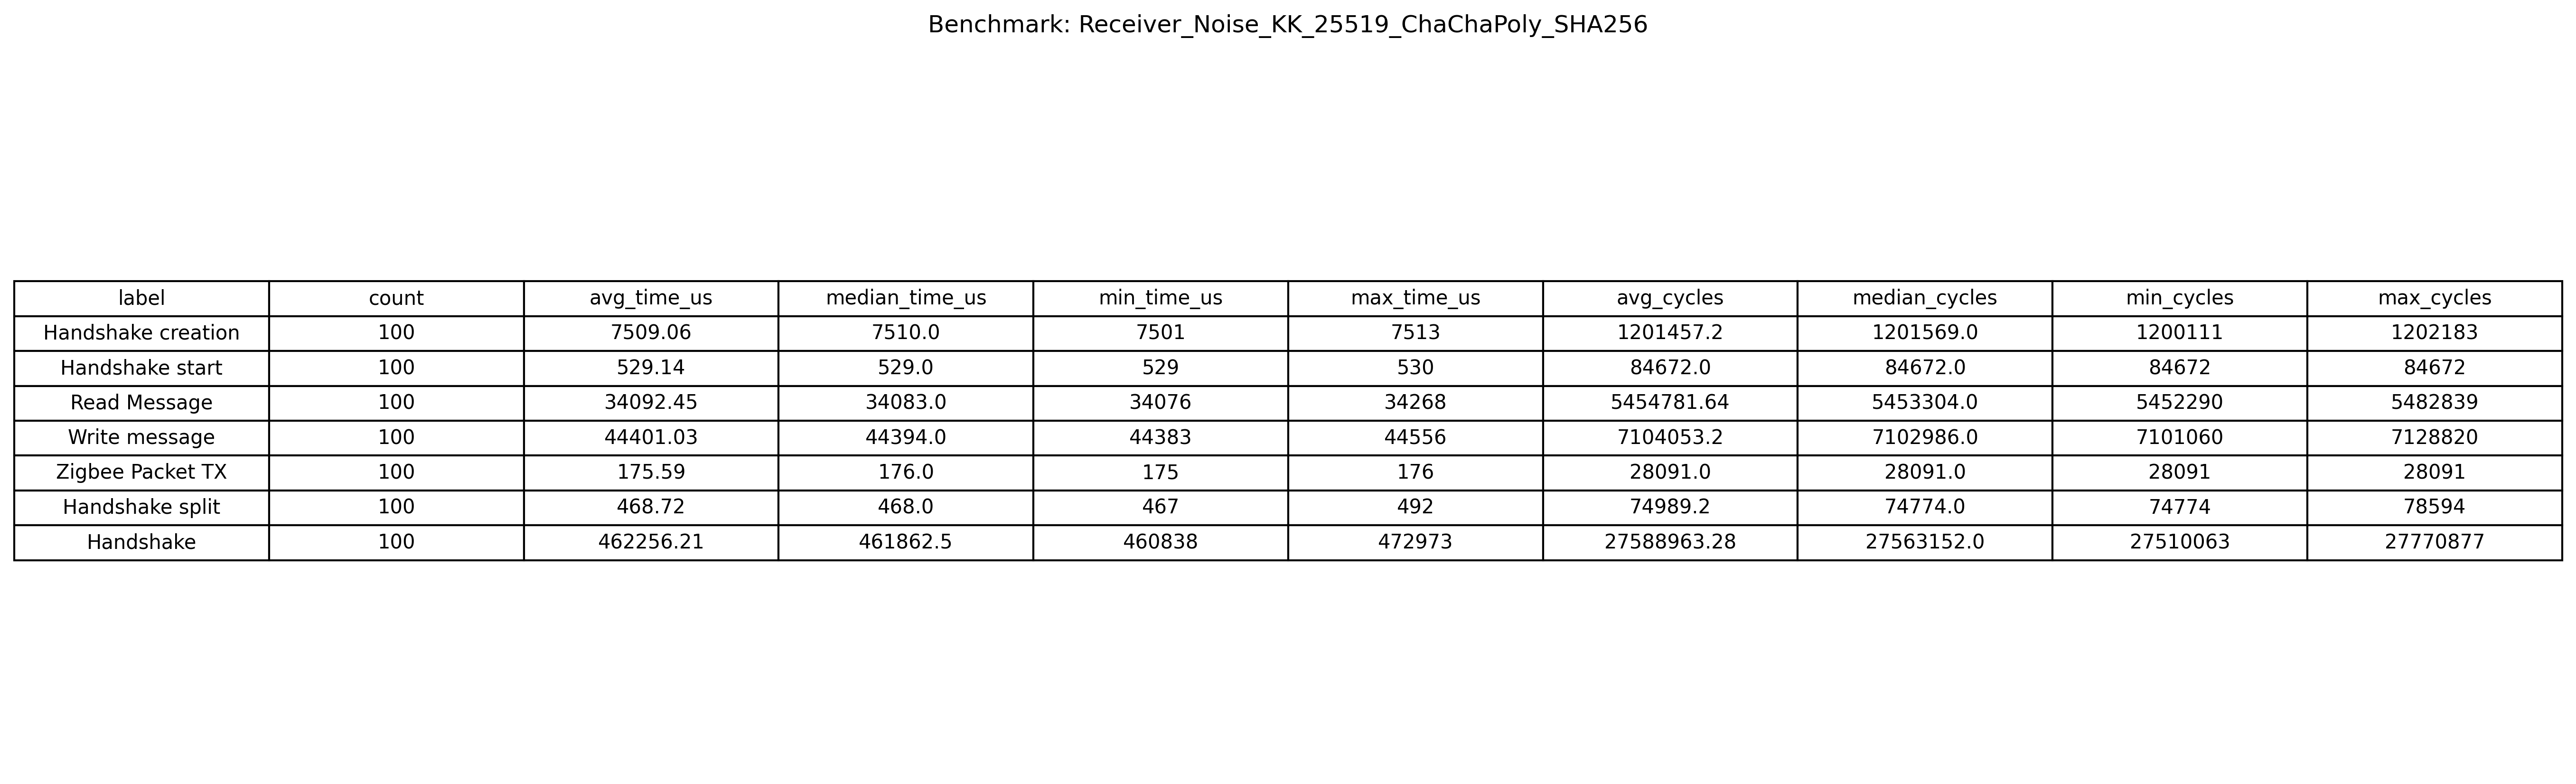 Benchmark: Receiver_Noise_KK_25519_ChaChaPoly_SHA256
label count avg_time_us median_time_us min_time_us max_time_us avg_cycles median_cycles min_cycles max_cycles
Handshake creation 100 7509.06 7510.0 7501 7513 1201457.2 1201569.0 1200111 1202183
Handshake start 100 529.14 529.0 529 530 84672.0 84672.0 84672 84672
Read Message 100 34092.45 34083.0 34076 34268 5454781.64 5453304.0 5452290 5482839
Write message 100 44401.03 44394.0 44383 44556 7104053.2 7102986.0 7101060 7128820
Zigbee Packet TX 100 175.59 176.0 175 176 28091.0 28091.0 28091 28091
Handshake split 100 468.72 468.0 467 492 74989.2 74774.0 74774 78594
Handshake 100 462256.21 461862.5 460838 472973 27588963.28 27563152.0 27510063 27770877